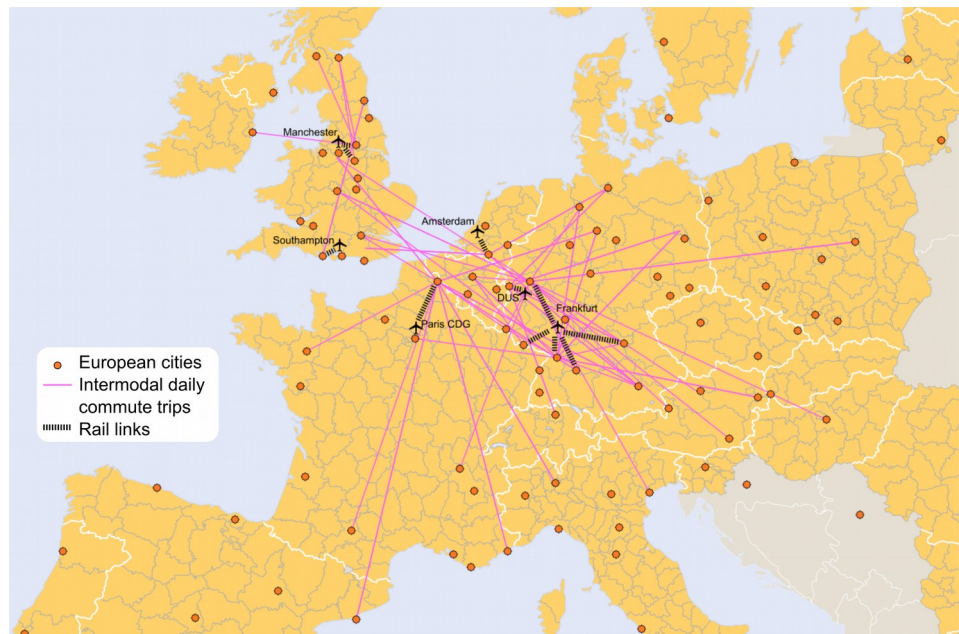 Manchester
Amsterdam
Southampton
DUS
Frankfurt
Paris CDG
European cities
Intermodal daily
commute trips
Rail links